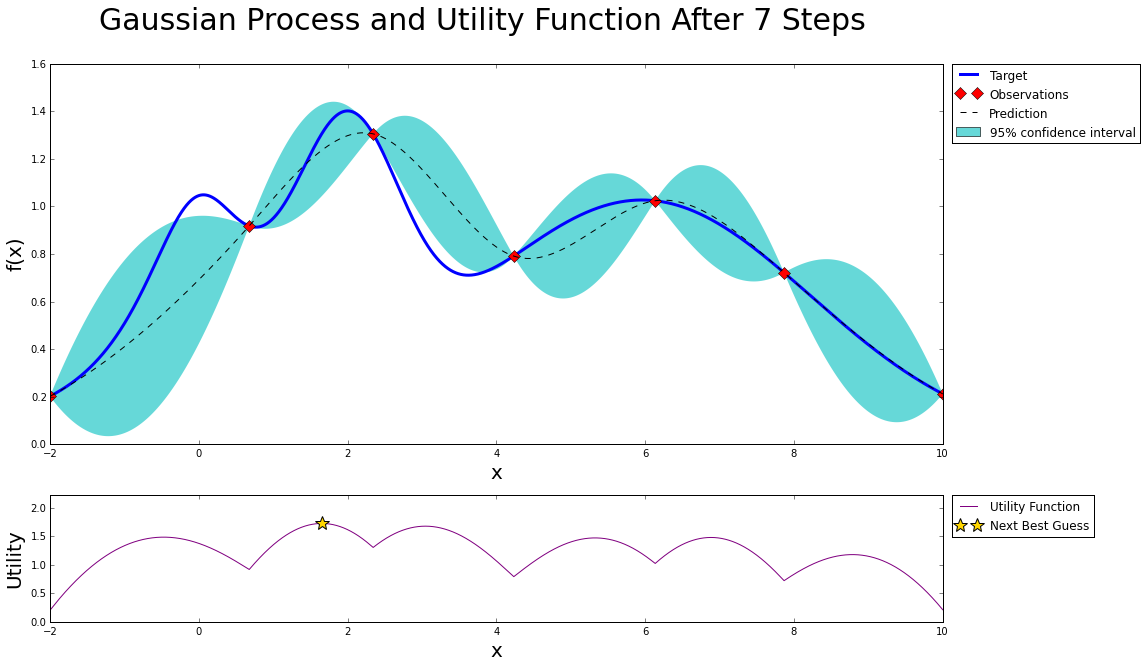 Gaussian Process and Utility Function After 7 Steps
1.6
1.4
1.2
1.0
0.8
0.6
0.4
0.2
0.0
f(x)
−2 0 2 4 6 8 10
x
Target
Observations
Prediction
95% confidence interval
2.0
1.5
1.0
0.5
0.0
Utility
−2 0 2 4 6 8 10
x
Utility Function
Next Best Guess